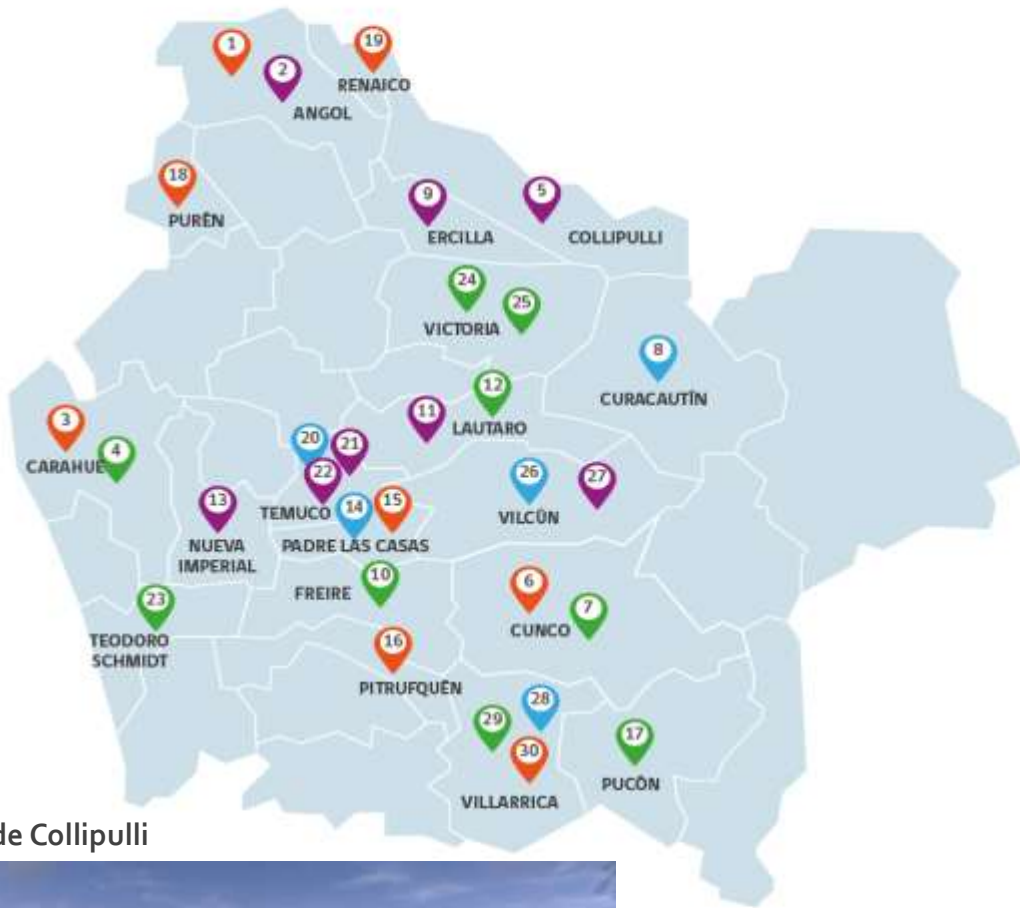 1
19
2
RENAICO
ANGOL
18
9
5
PURÉN
ERCILLA
COLLIPULLI
24
25
VICTORIA
8
12
CURACAUTÍN
3
11
LAUTARO
20
21
CARAHUE
4
22
26
27
13
14
15
TEMUCO
VILCÚN
NUEVA
IMPERIAL
PADRE LAS CASAS
10
6
FREIRE
23
7
CUNCO
TEODORO
SCHMIDT
16
PITRUFQUÉN
28
29
17
30
PUCÓN
VILLARRICA
de Collipulli